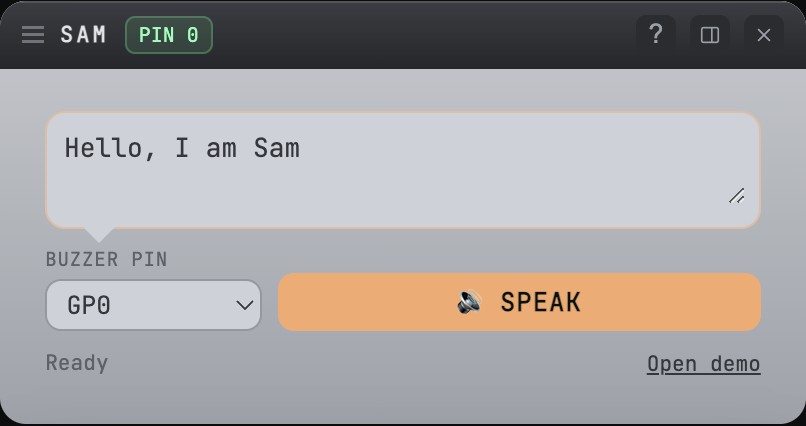 SAM PIN 0 ?
Hello, I am Sam
BUZZER PIN
GP0 SPEAK
Ready Open demo